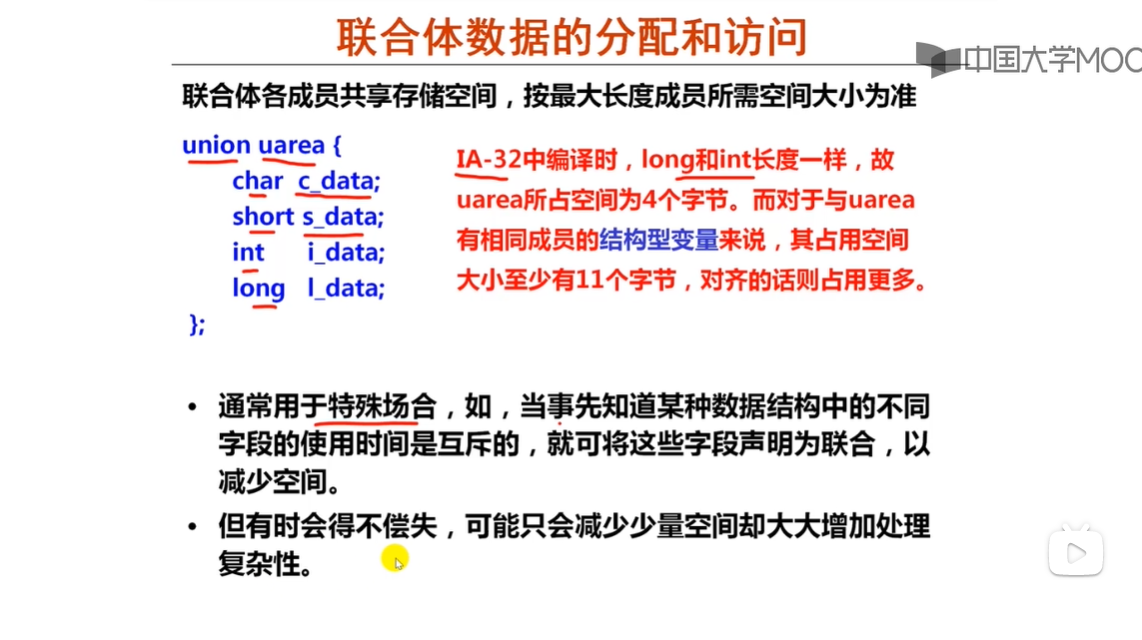 联合体数据的分配和访问
中国大学MOO
联合体各成员共享存储空间，按最大长度成员所需空间大小为准
union uarea {
char c_data;
short s_data;
int i_data;
long l_data;
};
IA-32中编译时，long和int长度一样，故
uarea所占空间为4个字节。而对于与uarea
有相同成员的结构型变量来说，其占用空间
大小至少有11个字节，对齐的话则占用更多。
• 通常用于特殊场合，如，当事先知道某种数据结构中的不同
字段的使用时间是互斥的，就可将这些字段声明为联合，以
减少空间。
• 但有时会得不偿失，可能只会减少少量空间却大大增加处理
复杂性。